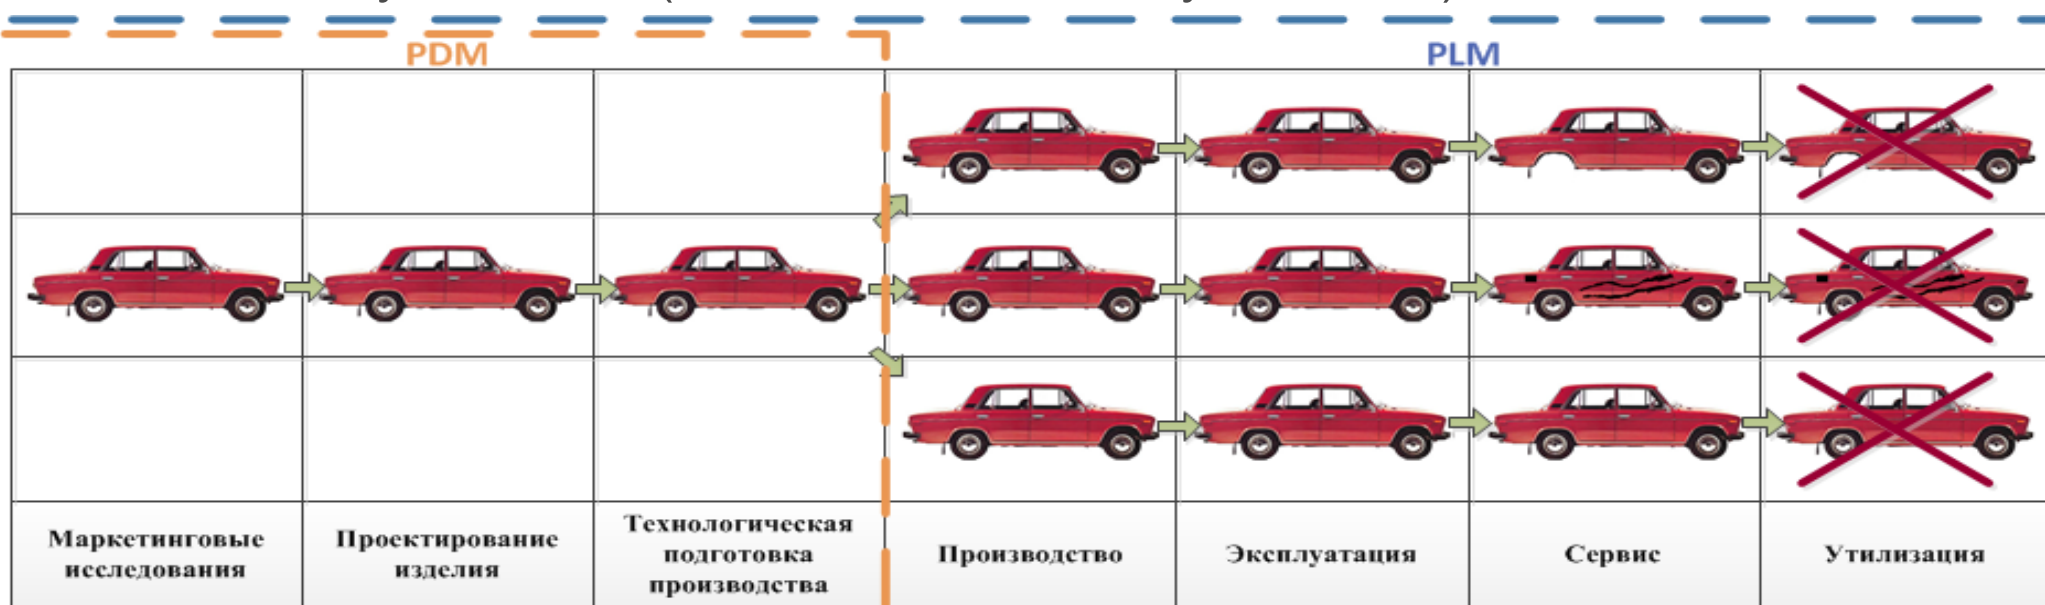 PDM
PLM
Маркетинговые
исследования
Проектирование
изделия
Технологическая
подготовка
производства
Производство
Эксплуатация
Сервис
Утилизация